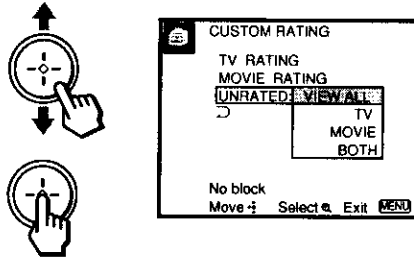 CUSTOM RATING
TV RATING
MOVIE RATING
UNRATED: VIEW ALL
TV
MOVIE
BOTH
No block
Move Select Exit MENU